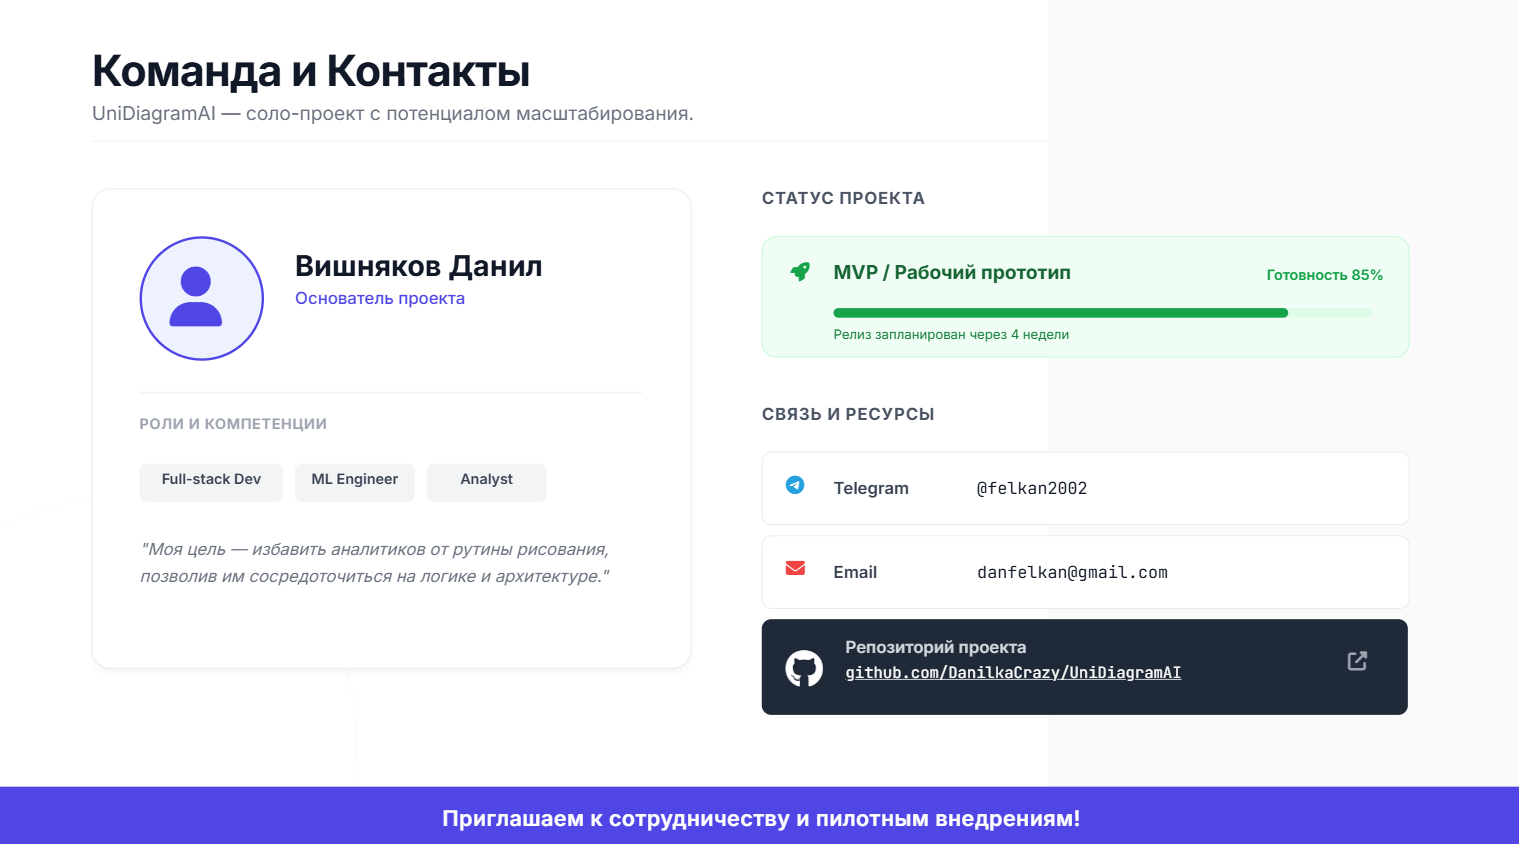 Команда и Контакты
UniDiagramAI — соло-проект с потенциалом масштабирования.
Вишняков Данил
Основатель проекта
РОЛИ И КОМПЕТЕНЦИИ
Full-stack Dev
ML Engineer
Analyst
"Моя цель — избавить аналитиков от рутины рисования,
позволив им сосредоточиться на логике и архитектуре."
СТАТУС ПРОЕКТА
MVP / Рабочий прототип
Готовность 85%
Релиз запланирован через 4 недели
СВЯЗЬ И РЕСУРСЫ
Telegram @felkan2002
Email danfelkan@gmail.com
Репозиторий проекта
github.com/DanilkaCrazy/UniDiagramAI
Приглашаем к сотрудничеству и пилотным внедрениям!